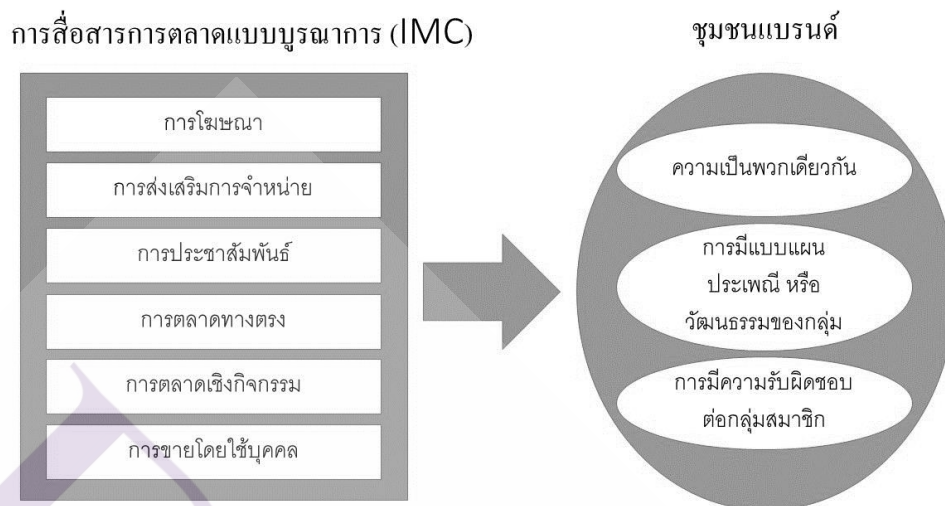 การสื่อสารการตลาดแบบบูรณาการ (IMC)
การโฆษณา
การส่งเสริมการจำหน่าย
การประชาสัมพันธ์
การตลาดทางตรง
การตลาดเชิงกิจกรรม
การขายโดยใช้บุคคล
ชุมชนแบรนด์
ความเป็นพวกเดียวกัน
การมีแบบแผน
ประเพณี หรือ
วัฒนธรรมของกลุ่ม
การมีความรับผิดชอบ
ต่อกลุ่มสมาชิก